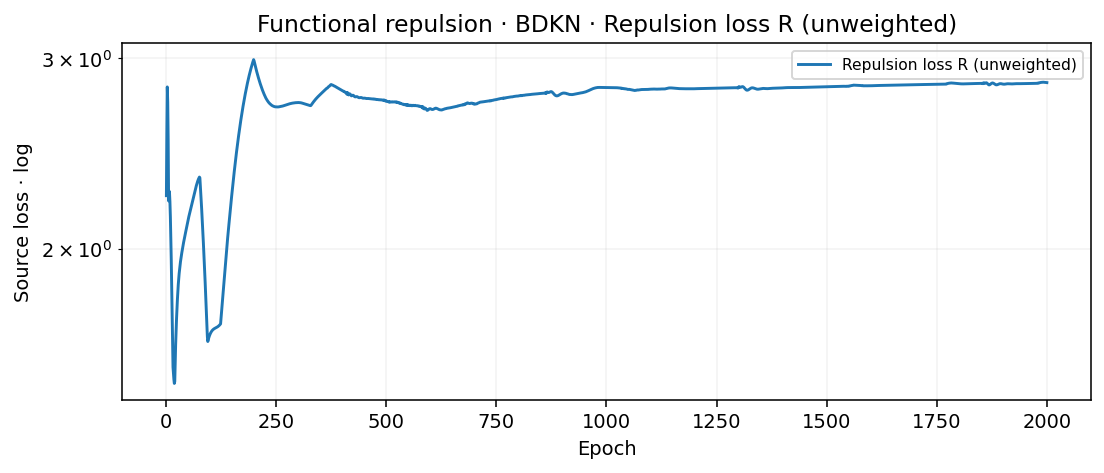 Functional repulsion · BDKN · Repulsion loss R (unweighted)
Repulsion loss R (unweighted)
3 × 10⁰
2 × 10⁰
Source loss · log
0 250 500 750 1000 1250 1500 1750 2000
Epoch